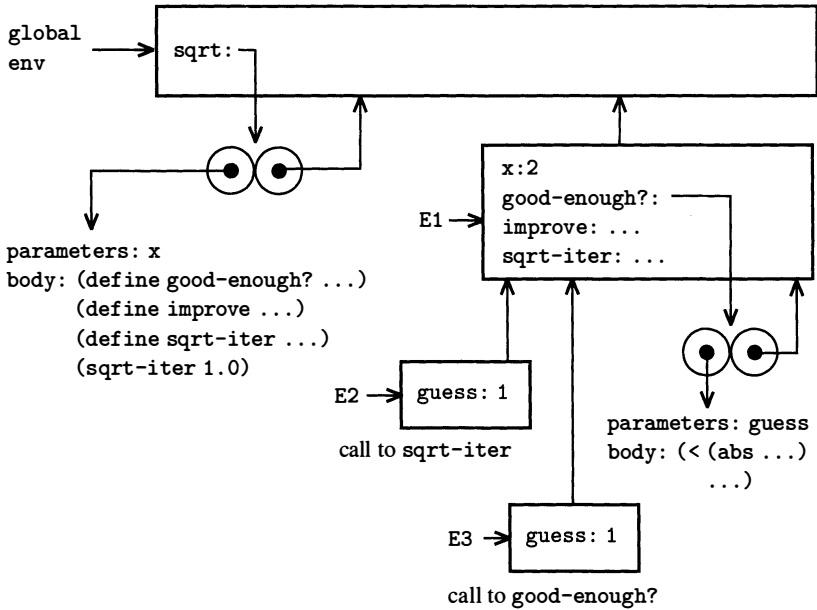 global
env
sqrt:
x:2
good-enough?:
E1
improve: ...
sqrt-iter: ...
parameters: x
body: (define good-enough? ...)
(define improve ...)
(define sqrt-iter ...)
(sqrt-iter 1.0)
E2
guess: 1
call to sqrt-iter
parameters: guess
body: (< (abs ...)
...)
E3
guess: 1
call to good-enough?